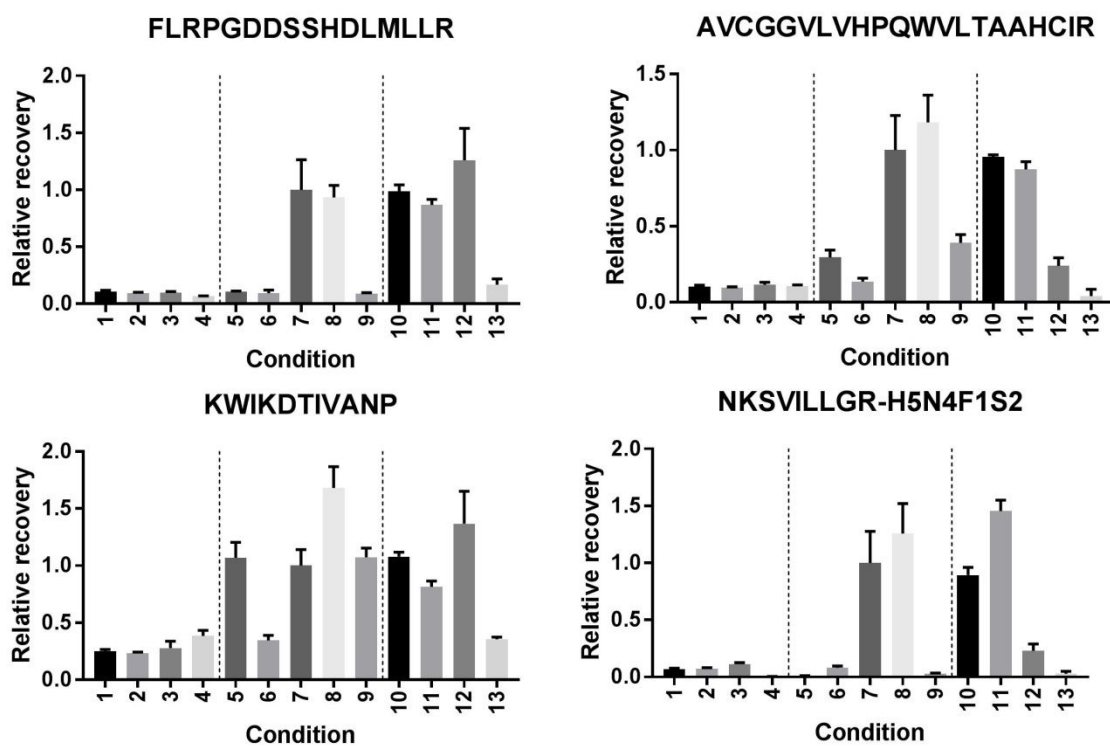 FLRPGDDSSHDLMLLR
Relative recovery
2.0
1.5
1.0
0.5
0.0
1 2 3 4 5 6 7 8 9 10 11 12 13
Condition
AVCGGVLVHPQWVLTAAHCIR
Relative recovery
1.5
1.0
0.5
0.0
1 2 3 4 5 6 7 8 9 10 11 12 13
Condition
KWIKDTIVANP
Relative recovery
2.0
1.5
1.0
0.5
0.0
1 2 3 4 5 6 7 8 9 10 11 12 13
Condition
NKSVILLGR-H5N4F1S2
Relative recovery
2.0
1.5
1.0
0.5
0.0
1 2 3 4 5 6 7 8 9 10 11 12 13
Condition